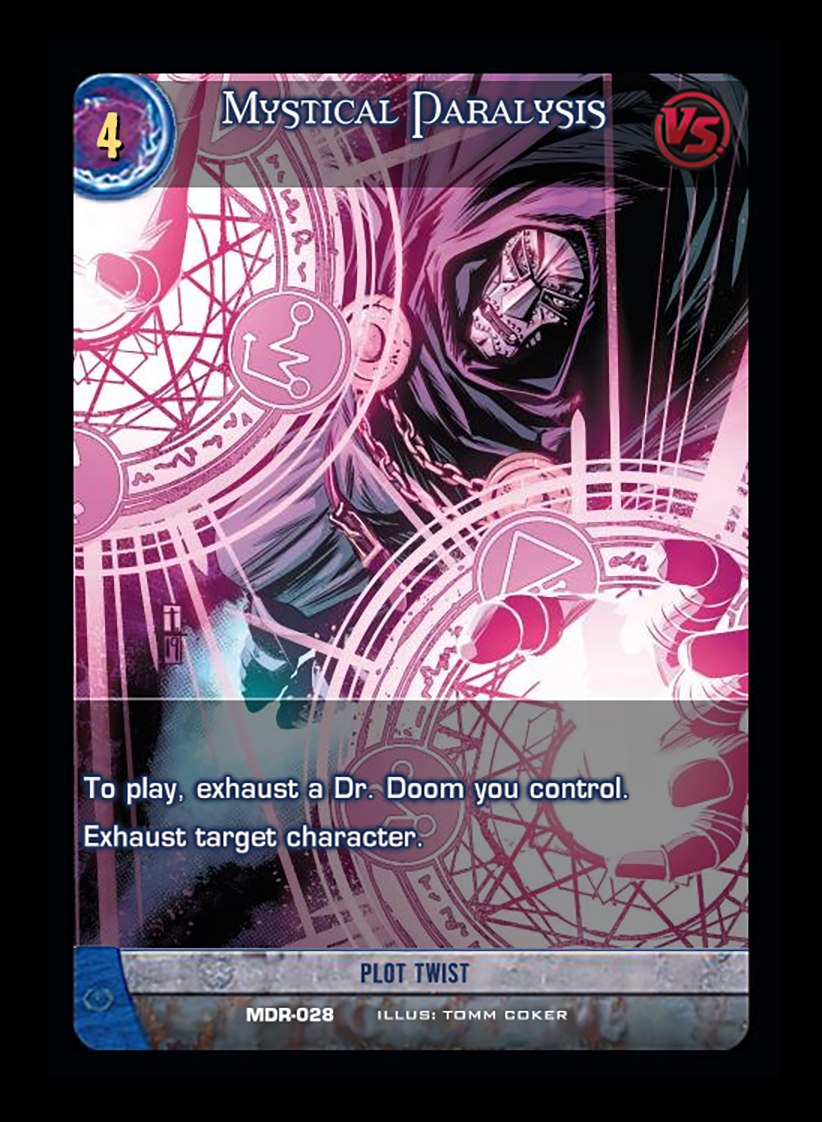 4
Mystical Paralysis
VS.
To play, exhaust a Dr. Doom you control.
Exhaust target character.
PLOT TWIST
MDR-028 ILLUS: TOMM COKER